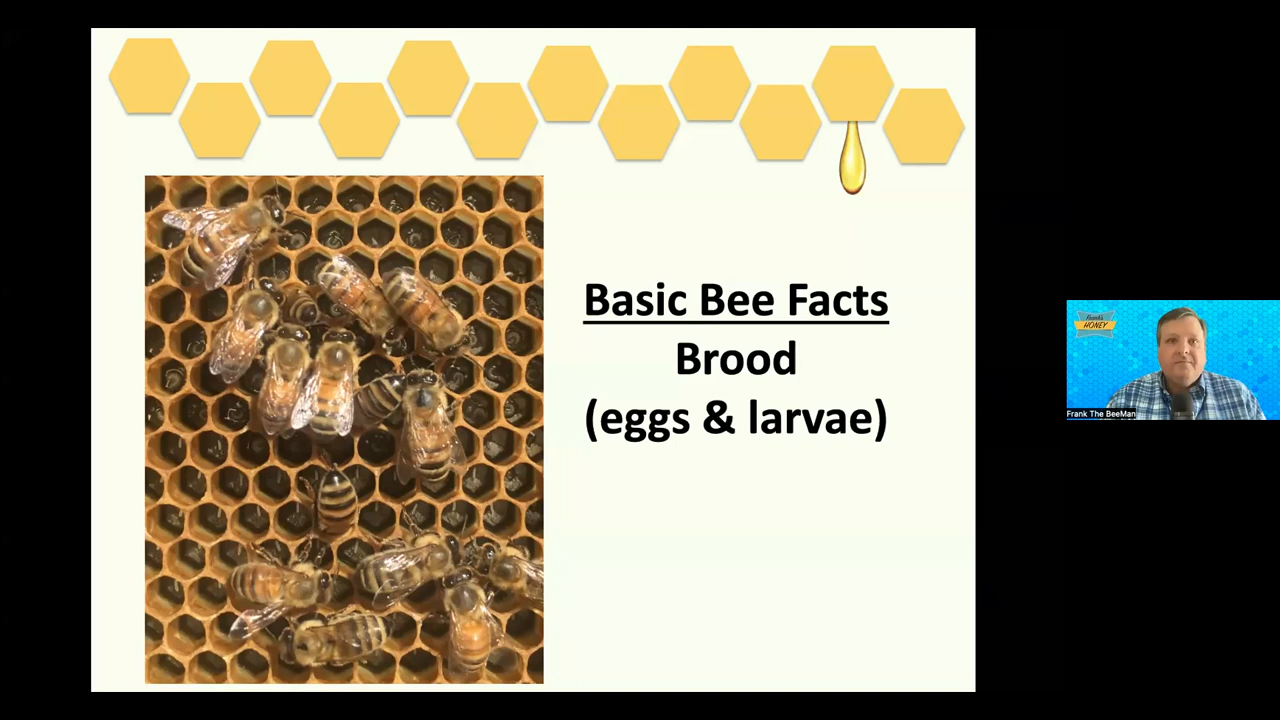 Basic Bee Facts
Brood
(eggs & larvae)
HONEY
Frank The BeeMan